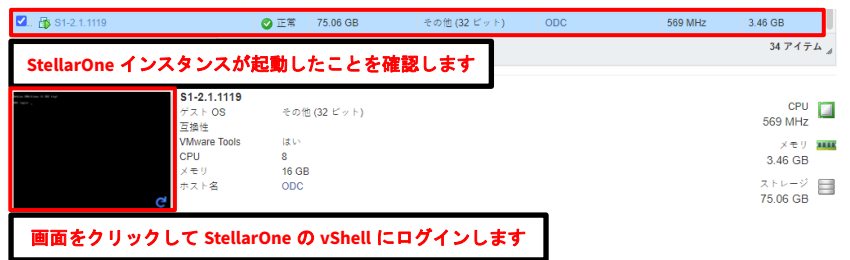 S1-2.1.1119 正常 75.06 GB その他 (32 ビット) ODC 569 MHz 3.46 GB
34 アイテム
StellarOne インスタンスが起動したことを確認します
S1-2.1.1119
ゲスト OS その他 (32 ビット)
互換性
VMware Tools はい
CPU 8
メモリ 16 GB
ホスト名 ODC
CPU
569 MHz
メモリ
3.46 GB
ストレージ
75.06 GB
画面をクリックして StellarOne の vShell にログインします